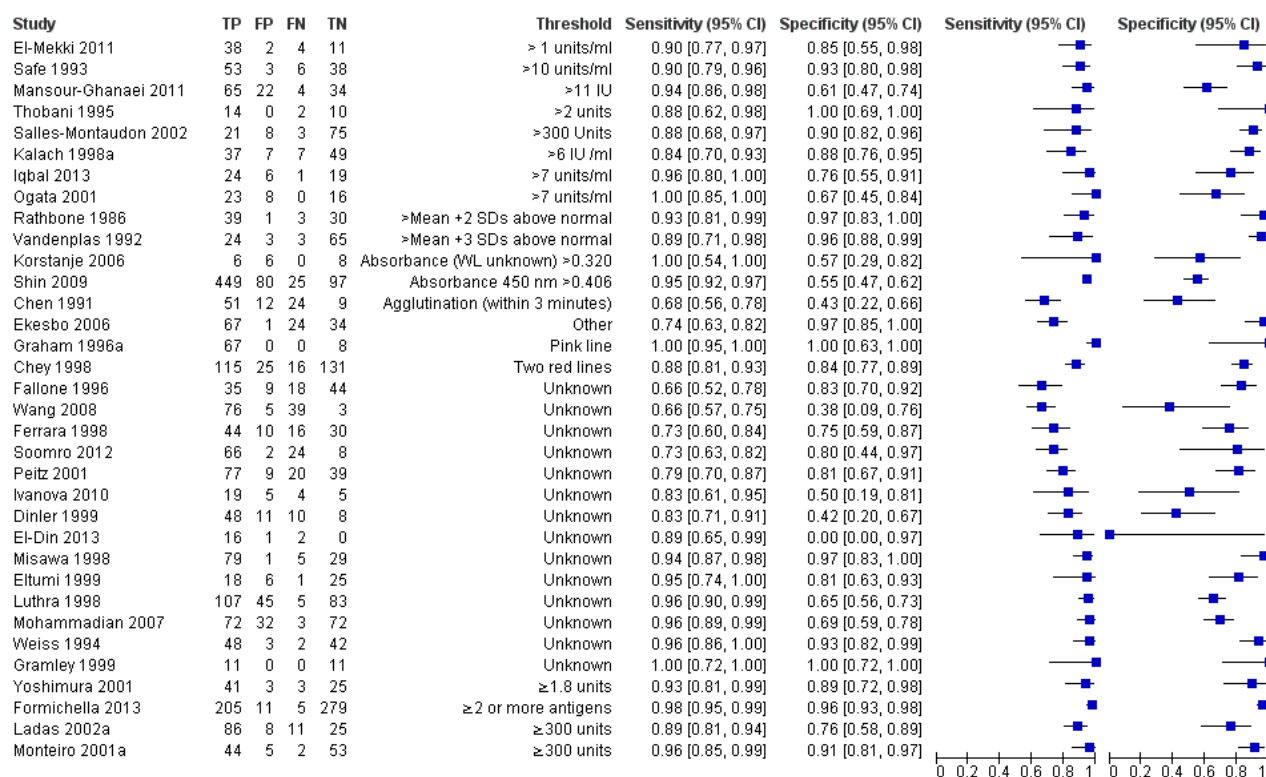 Study TP FP FN TN Threshold Sensitivity (95% CI) Specificity (95% CI) Sensitivity (95% CI) Specificity (95% CI)
El-Mekki 2011 38 2 4 11 > 1 units/ml 0.90 [0.77, 0.97] 0.85 [0.55, 0.98]
Safe 1993 53 3 6 38 >10 units/ml 0.90 [0.79, 0.96] 0.93 [0.80, 0.98]
Mansour-Ghanaei 2011 65 22 4 34 >11 IU 0.94 [0.86, 0.98] 0.61 [0.47, 0.74]
Thobani 1995 14 0 2 10 >2 units 0.88 [0.62, 0.98] 1.00 [0.69, 1.00]
Salles-Montaudon 2002 21 8 3 75 >300 Units 0.88 [0.68, 0.97] 0.90 [0.82, 0.96]
Kalach 1998a 37 7 7 49 >6 IU /ml 0.84 [0.70, 0.93] 0.88 [0.76, 0.95]
Iqbal 2013 24 6 1 19 >7 units/ml 0.96 [0.80, 1.00] 0.76 [0.55, 0.91]
Ogata 2001 23 8 0 16 >7 units/ml 1.00 [0.85, 1.00] 0.67 [0.45, 0.84]
Rathbone 1986 39 1 3 30 >Mean +2 SDs above normal 0.93 [0.81, 0.99] 0.97 [0.83, 1.00]
Vandenplas 1992 24 3 3 65 >Mean +3 SDs above normal 0.89 [0.71, 0.98] 0.96 [0.88, 0.99]
Korstanje 2006 6 6 0 8 Absorbance (WL unknown) >0.320 1.00 [0.54, 1.00] 0.57 [0.29, 0.82]
Shin 2009 449 80 25 97 Absorbance 450 nm >0.406 0.95 [0.92, 0.97] 0.55 [0.47, 0.62]
Chen 1991 51 12 24 9 Agglutination (within 3 minutes) 0.68 [0.56, 0.78] 0.43 [0.22, 0.66]
Ekesbo 2006 67 1 24 34 Other 0.74 [0.63, 0.82] 0.97 [0.85, 1.00]
Graham 1996a 67 0 0 8 Pink line 1.00 [0.95, 1.00] 1.00 [0.63, 1.00]
Chey 1998 115 25 16 131 Two red lines 0.88 [0.81, 0.93] 0.84 [0.77, 0.89]
Fallone 1996 35 9 18 44 Unknown 0.66 [0.52, 0.78] 0.83 [0.70, 0.92]
Wang 2008 76 5 39 3 Unknown 0.66 [0.57, 0.75] 0.38 [0.09, 0.76]
Ferrara 1998 44 10 16 30 Unknown 0.73 [0.60, 0.84] 0.75 [0.59, 0.87]
Soomro 2012 66 2 24 8 Unknown 0.73 [0.63, 0.82] 0.80 [0.44, 0.97]
Peitz 2001 77 9 20 39 Unknown 0.79 [0.70, 0.87] 0.81 [0.67, 0.91]
Ivanova 2010 19 5 4 5 Unknown 0.83 [0.61, 0.95] 0.50 [0.19, 0.81]
Dinler 1999 48 11 10 8 Unknown 0.83 [0.71, 0.91] 0.42 [0.20, 0.67]
El-Din 2013 16 1 2 0 Unknown 0.89 [0.65, 0.99] 0.00 [0.00, 0.97]
Misawa 1998 79 1 5 29 Unknown 0.94 [0.87, 0.98] 0.97 [0.83, 1.00]
Eltumi 1999 18 6 1 25 Unknown 0.95 [0.74, 1.00] 0.81 [0.63, 0.93]
Luthra 1998 107 45 5 83 Unknown 0.96 [0.90, 0.99] 0.65 [0.56, 0.73]
Mohammadian 2007 72 32 3 72 Unknown 0.96 [0.89, 0.99] 0.69 [0.59, 0.78]
Weiss 1994 48 3 2 42 Unknown 0.96 [0.86, 1.00] 0.93 [0.82, 0.99]
Gramley 1999 11 0 0 11 Unknown 1.00 [0.72, 1.00] 1.00 [0.72, 1.00]
Yoshimura 2001 41 3 3 25 ≥1.8 units 0.93 [0.81, 0.99] 0.89 [0.72, 0.98]
Formichella 2013 205 11 5 279 ≥2 or more antigens 0.98 [0.95, 0.99] 0.96 [0.93, 0.98]
Ladas 2002a 86 8 11 25 ≥300 units 0.89 [0.81, 0.94] 0.76 [0.58, 0.89]
Monteiro 2001a 44 5 2 53 ≥300 units 0.96 [0.85, 0.99] 0.91 [0.81, 0.97]
0 0.2 0.4 0.6 0.8 1 0 0.2 0.4 0.6 0.8 1